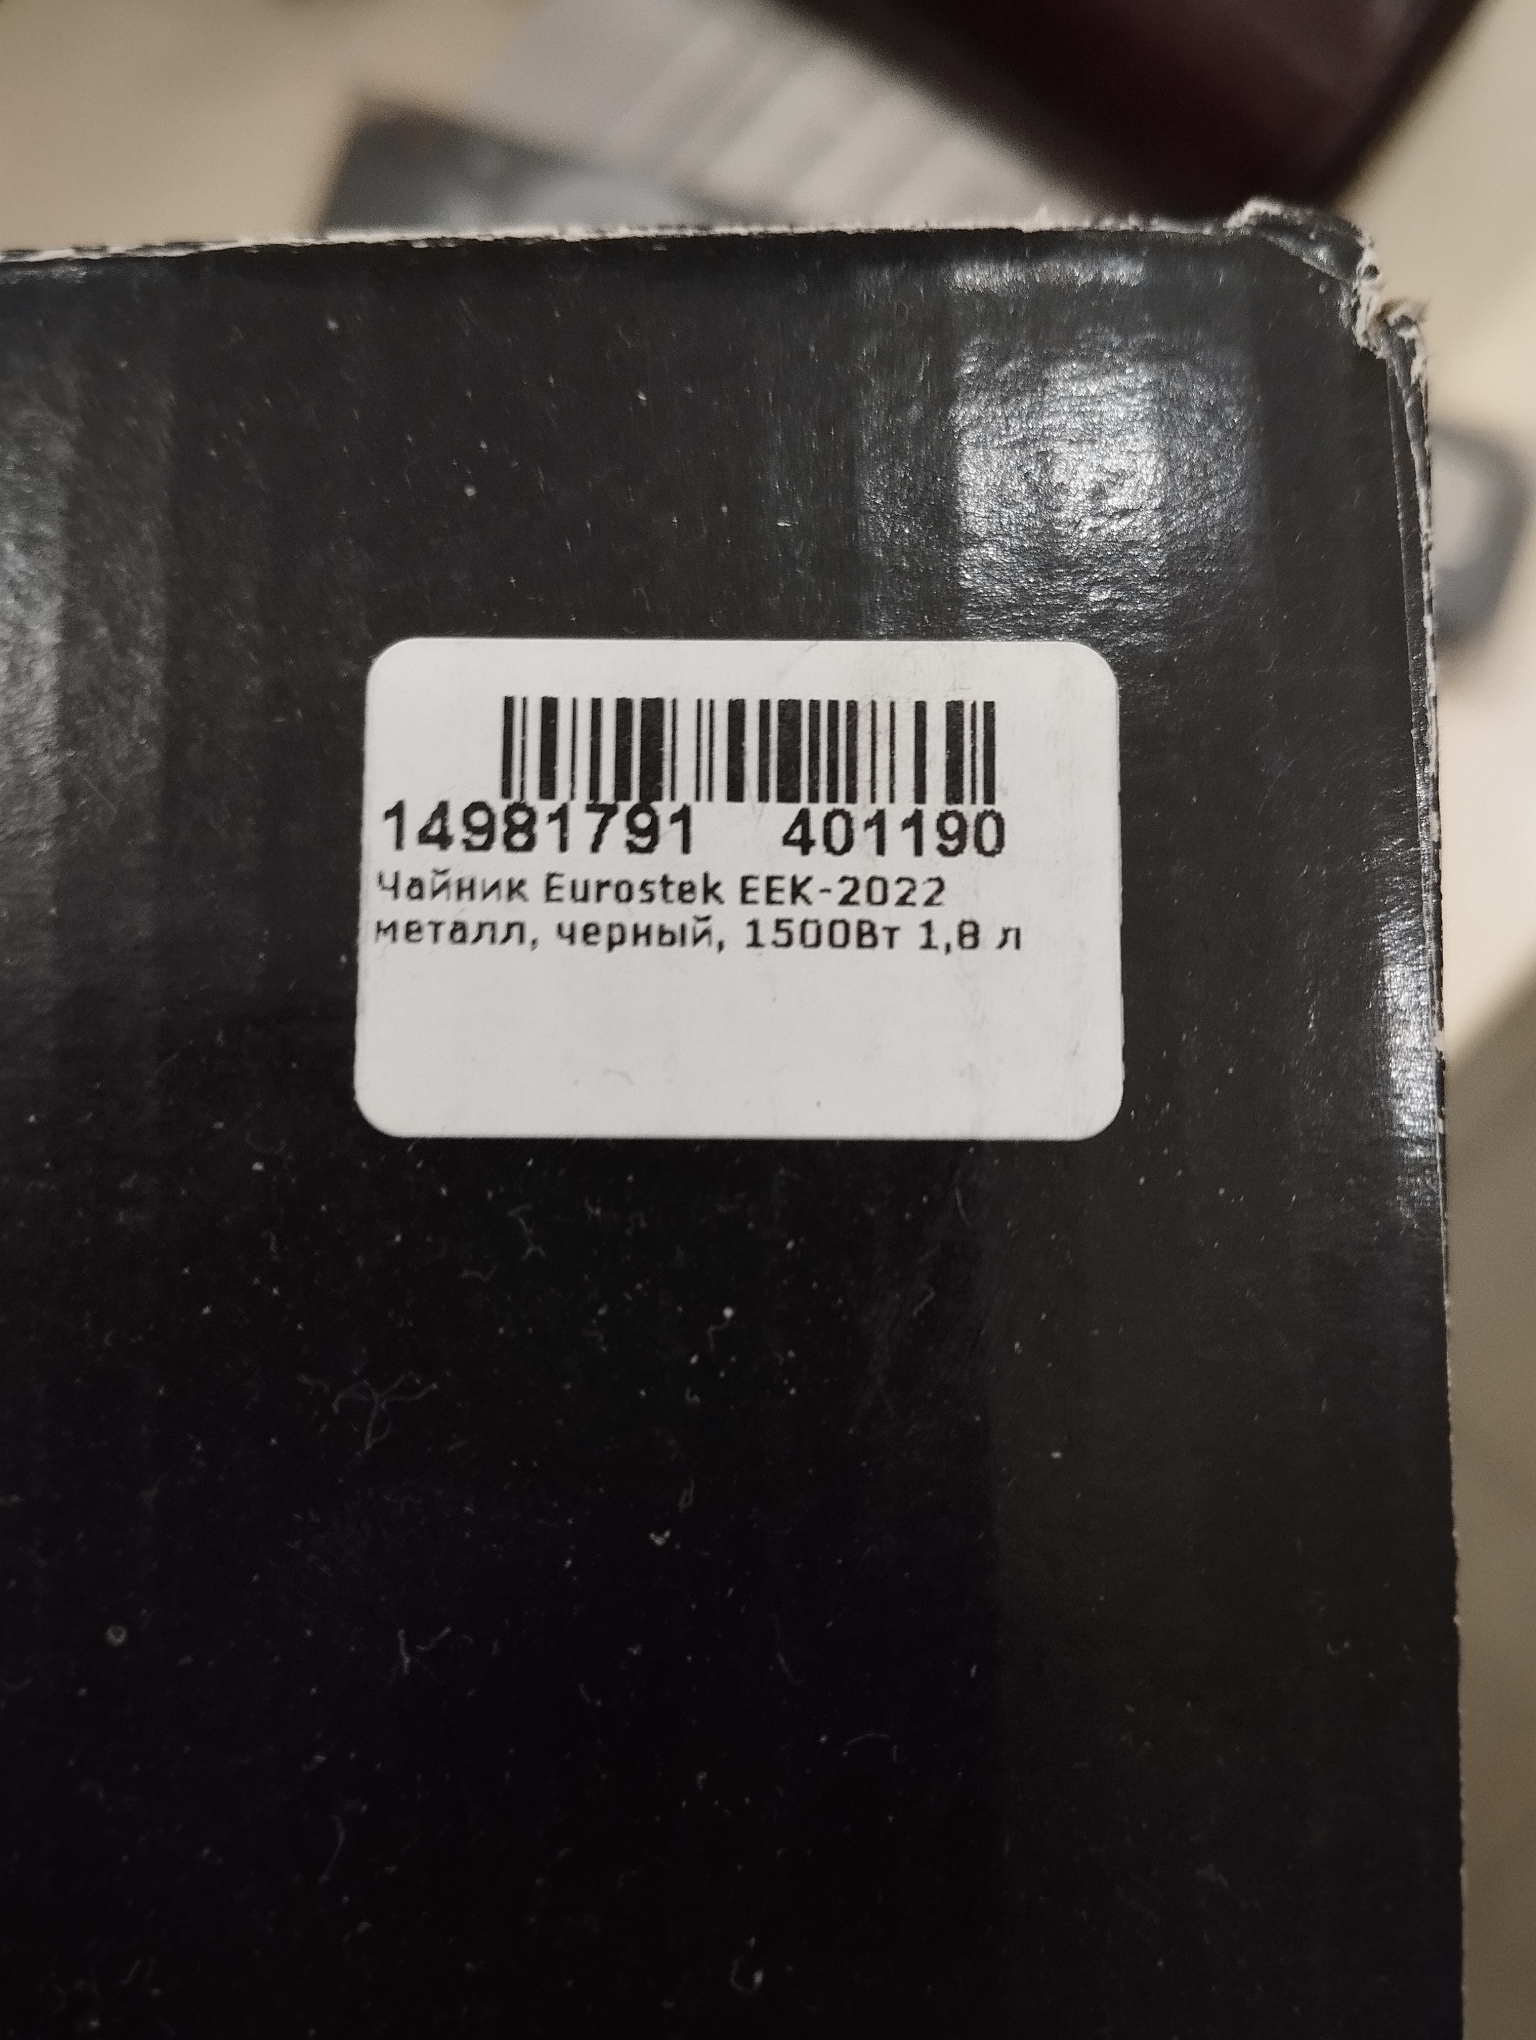 14981791 401190
Чайник Eurostek EEK-2022
металл, черный, 1500Вт 1,8 л